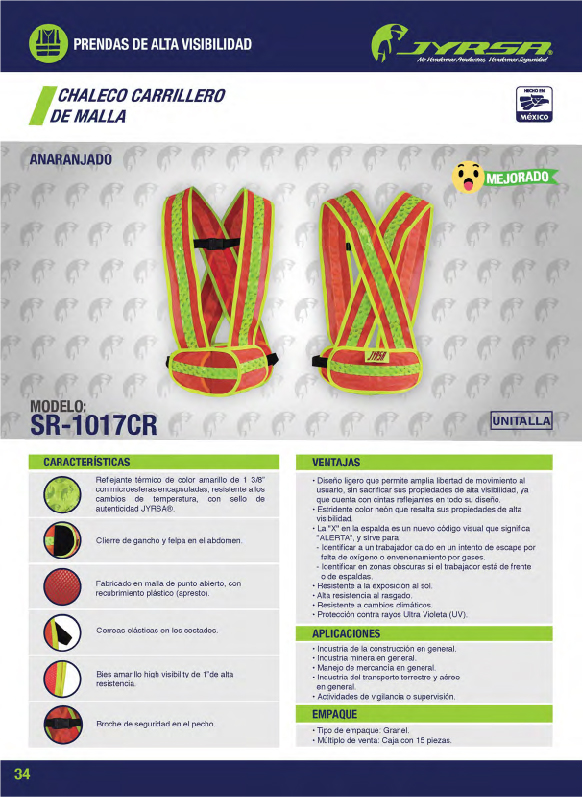 PRENDAS DE ALTA VISIBILIDAD
JYRSA®
No Vendemos Productos, Vendemos Seguridad
CHALECO CARRILLERO
DE MALLA
HECHO EN
MÉXICO
ANARANJADO
MEJORADO
JYRSA
MODELO:
SR-1017CR
UNITALLA
CARACTERÍSTICAS
Reflejante térmico de color amarillo de 1 3/8"
con microesferas encapsuladas, resistente a los
cambios de temperatura, con sello de
autenticidad JYRSA®.
Cierre de gancho y felpa en el abdomen.
Fabricado en malla de punto abierto, con
recubrimiento plástico (apresto).
Correas elásticas en los costados.
Bies amarillo high visibility de 1" de alta
resistencia.
Broche de seguridad en el pecho
VENTAJAS
• Diseño ligero que permite amplia libertad de movimiento al
usuario, sin sacrificar sus propiedades de alta visibilidad, ya
que cuenta con cintas reflejantes en todo su diseño.
• Estridente color neón que resalta sus propiedades de alta
visibilidad.
• La "X" en la espalda es un nuevo código visual que significa
"ALERTA", y sirve para:
- Identificar a un trabajador caído en un intento de escape por
falta de oxígeno o envenenamiento por gases.
- Identificar en zonas obscuras si el trabajador está de frente
o de espaldas.
• Resistente a la exposición al sol.
• Alta resistencia al rasgado.
• Resistente a cambios climáticos.
• Protección contra rayos Ultra Violeta (UV).
APLICACIONES
• Industria de la construcción en general.
• Industria minera en general.
• Manejo de mercancía en general.
• Industria del transporte terrestre y aéreo
en general.
• Actividades de vigilancia o supervisión.
EMPAQUE
• Tipo de empaque: Granel.
• Múltiplo de venta: Caja con 15 piezas.
34